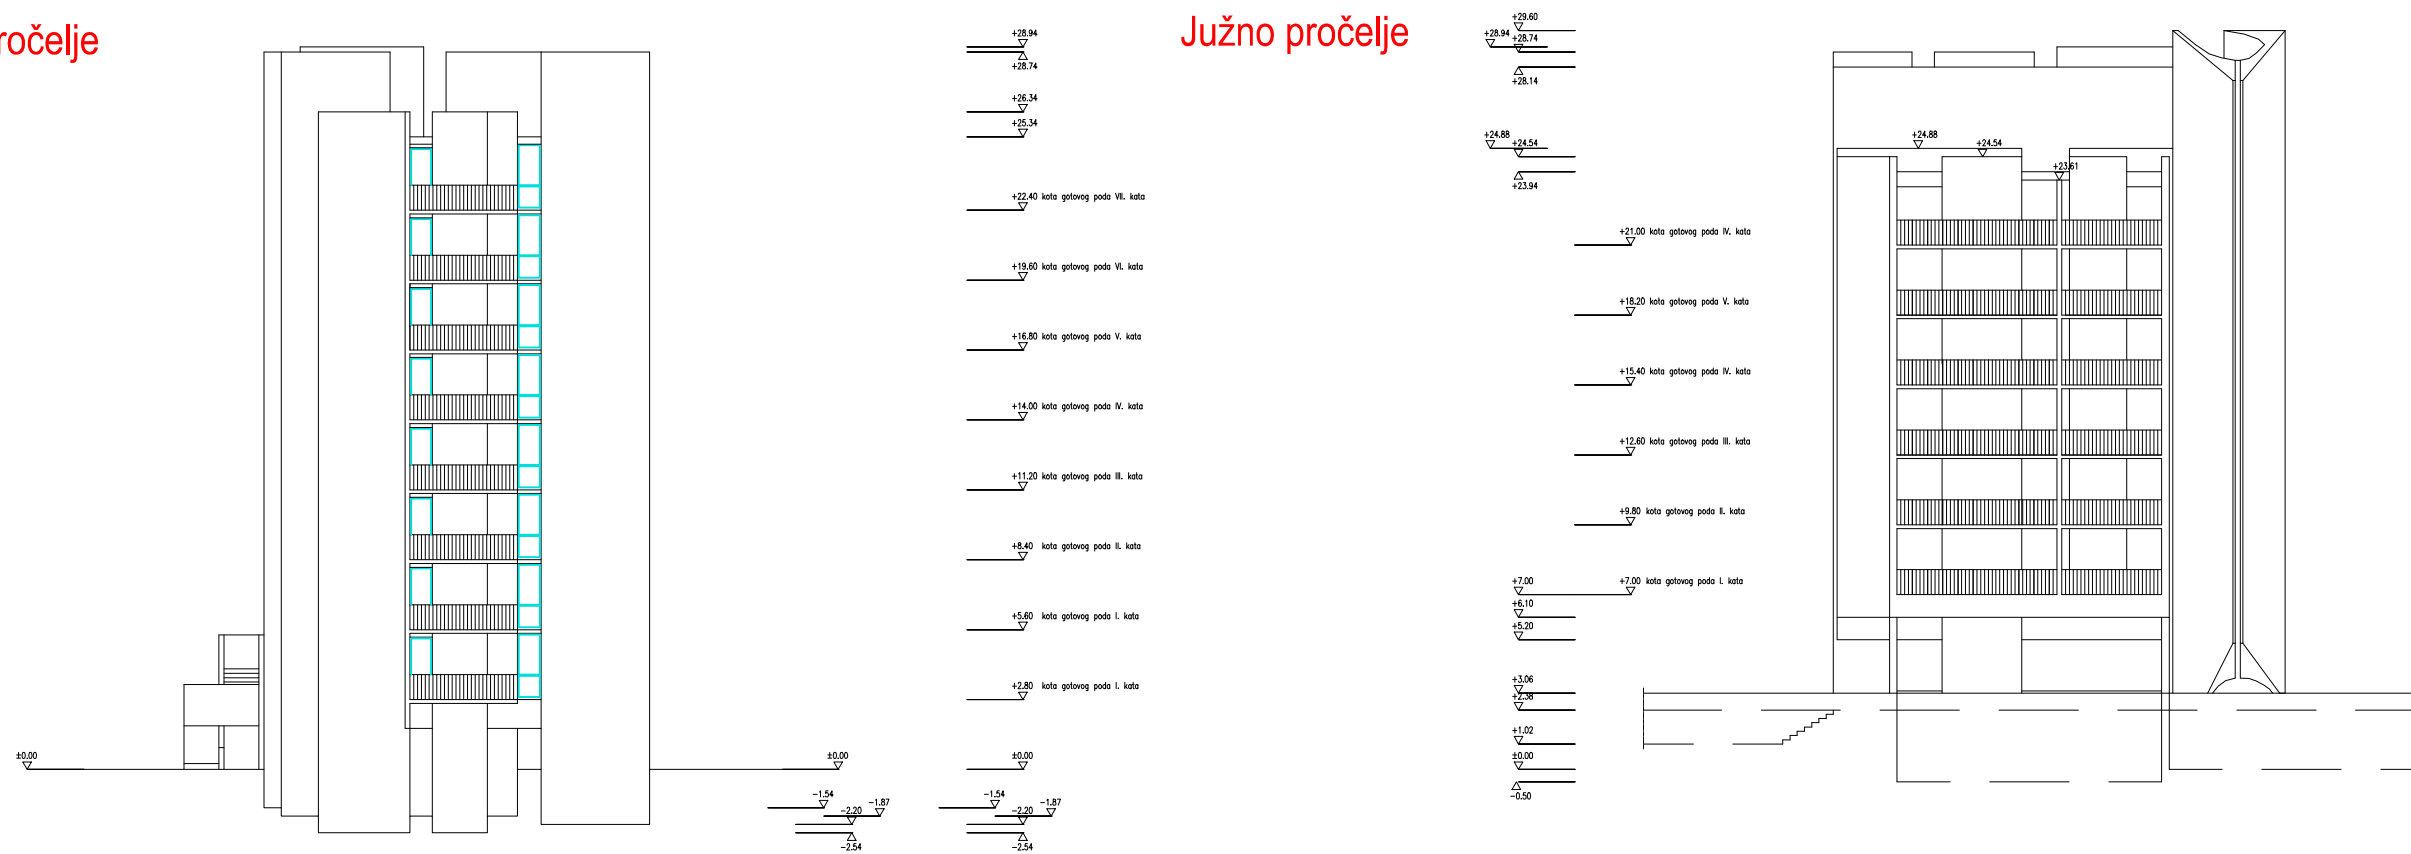 ročelje
+28.94
+28.74
+26.34
+25.34
+22.40 kota gotovog poda VII. kata
+19.60 kota gotovog poda VI. kata
+16.80 kota gotovog poda V. kata
+14.00 kota gotovog poda IV. kata
+11.20 kota gotovog poda III. kata
+8.40 kota gotovog poda II. kata
+5.60 kota gotovog poda I. kata
+2.80 kota gotovog poda I. kata
±0.00
±0.00
±0.00
-1.54
-1.87
-2.20
-2.54
-1.54
-1.87
-2.20
-2.54
Južno pročelje
+29.60
+28.94
+28.74
+28.14
+24.88
+24.54
+23.94
+24.88
+24.54
+23.61
+21.00 kota gotovog poda IV. kata
+18.20 kota gotovog poda V. kata
+15.40 kota gotovog poda IV. kata
+12.60 kota gotovog poda III. kata
+9.80 kota gotovog poda II. kata
+7.00
+7.00 kota gotovog poda I. kata
+6.10
+5.20
+3.06
+2.38
+1.02
±0.00
-0.50